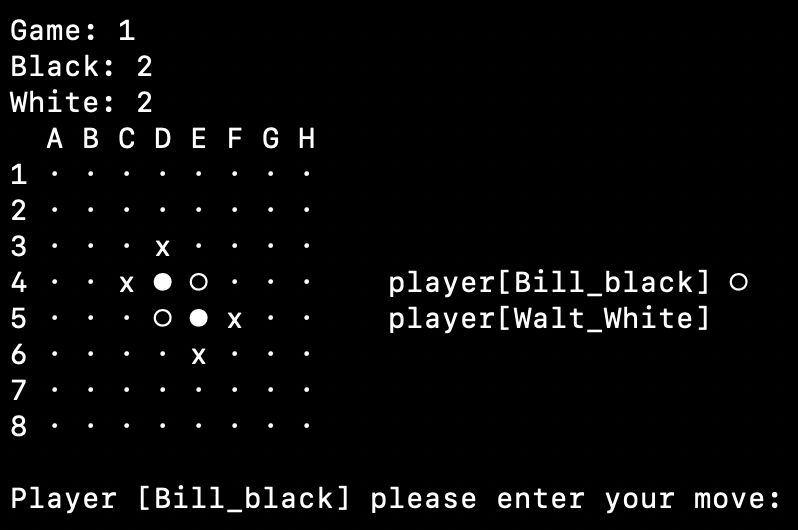 Game: 1
Black: 2
White: 2
  A B C D E F G H
1 · · · · · · · ·
2 · · · · · · · ·
3 · · · x · · · ·
4 · · x ● ○ · · ·    player[Bill_black] ○
5 · · · ○ ● x · ·    player[Walt_White]
6 · · · · x · · ·
7 · · · · · · · ·
8 · · · · · · · ·
Player [Bill_black] please enter your move: